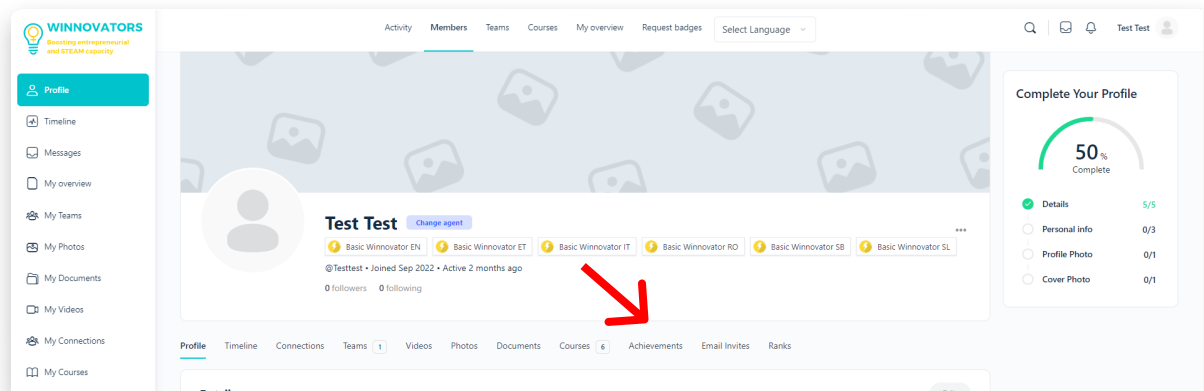 WINNOVATORS
Boosting entrepreneurial
and STEAM capacity
Activity Members Teams Courses My overview Request badges Select Language
Test Test
Profile
Timeline
Messages
My overview
My Teams
My Photos
My Documents
My Videos
My Connections
My Courses
Test Test Change agent
Basic Winnovator EN Basic Winnovator ET Basic Winnovator IT Basic Winnovator RO Basic Winnovator SB Basic Winnovator SL
@Testtest • Joined Sep 2022 • Active 2 months ago
0 followers 0 following
Profile Timeline Connections Teams 1 Videos Photos Documents Courses 6 Achievements Email Invites Ranks
Complete Your Profile
50 %
Complete
Details 5/5
Personal info 0/3
Profile Photo 0/1
Cover Photo 0/1